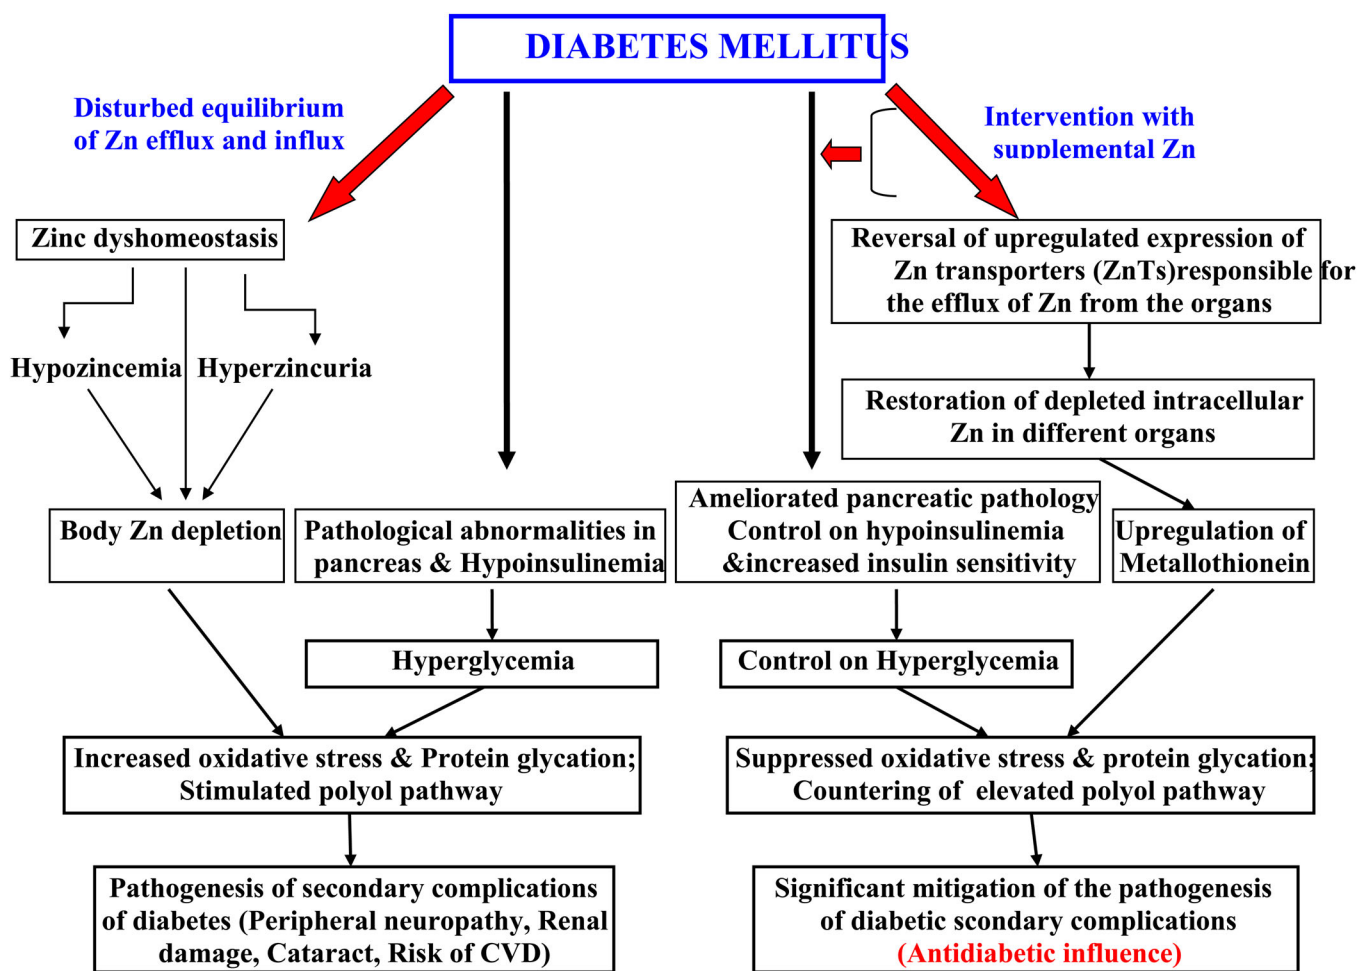 DIABETES MELLITUS
Disturbed equilibrium
of Zn efflux and influx
Intervention with
supplemental Zn
Zinc dyshomeostasis
Reversal of upregulated expression of
Zn transporters (ZnTs)responsible for
the efflux of Zn from the organs
Hypozincemia
Hyperzincuria
Restoration of depleted intracellular
Zn in different organs
Body Zn depletion
Pathological abnormalities in
pancreas & Hypoinsulinemia
Ameliorated pancreatic pathology
Control on hypoinsulinemia
&increased insulin sensitivity
Upregulation of
Metallothionein
Hyperglycemia
Control on Hyperglycemia
Increased oxidative stress & Protein glycation;
Stimulated polyol pathway
Suppressed oxidative stress & protein glycation;
Countering of elevated polyol pathway
Pathogenesis of secondary complications
of diabetes (Peripheral neuropathy, Renal
damage, Cataract, Risk of CVD)
Significant mitigation of the pathogenesis
of diabetic scondary complications
(Antidiabetic influence)